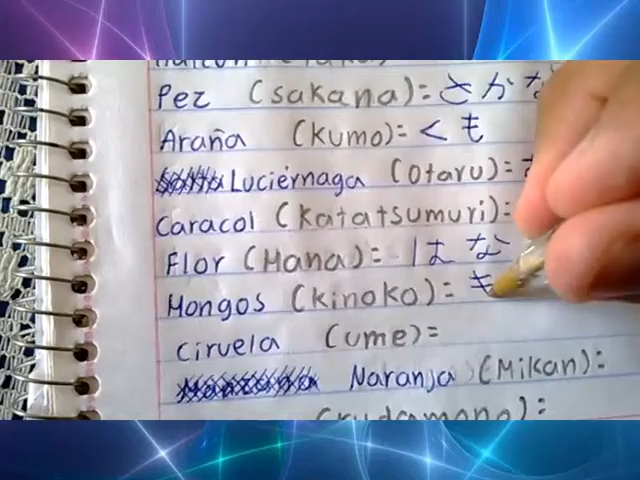 Pez (sakana)= さかな
Araña (Kumo)= くも
Luciérnaga (Otaru)=
Caracol (Katatsumuri)=
Flor (Hana)= はな
Hongos (kinoko)= き
Ciruela (ume)=
Naranja (Mikan):